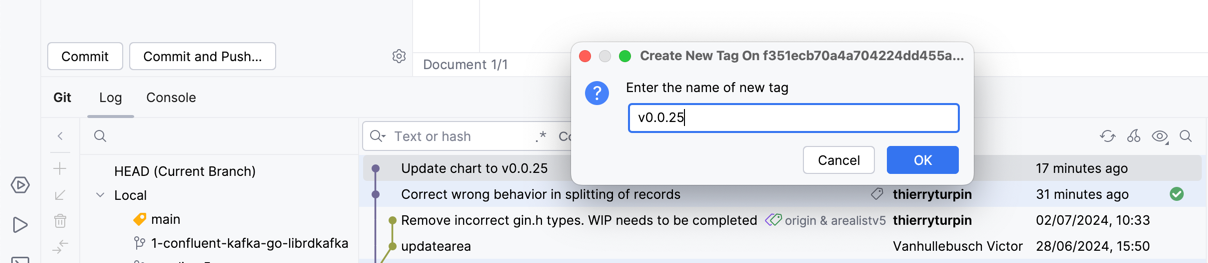 Commit
Commit and Push...
Document 1/1
Create New Tag On f351ecb70a4a704224dd455a...
Enter the name of new tag
v0.0.25
Cancel
OK
Git
Log
Console
Text or hash
.*
HEAD (Current Branch)
Local
main
1-confluent-kafka-go-librdkafka
Update chart to v0.0.25
17 minutes ago
Correct wrong behavior in splitting of records
thierryturpin
31 minutes ago
Remove incorrect gin.h types. WIP needs to be completed
origin & arealistv5
thierryturpin
02/07/2024, 10:33
updatearea
Vanhullebusch Victor
28/06/2024, 15:50